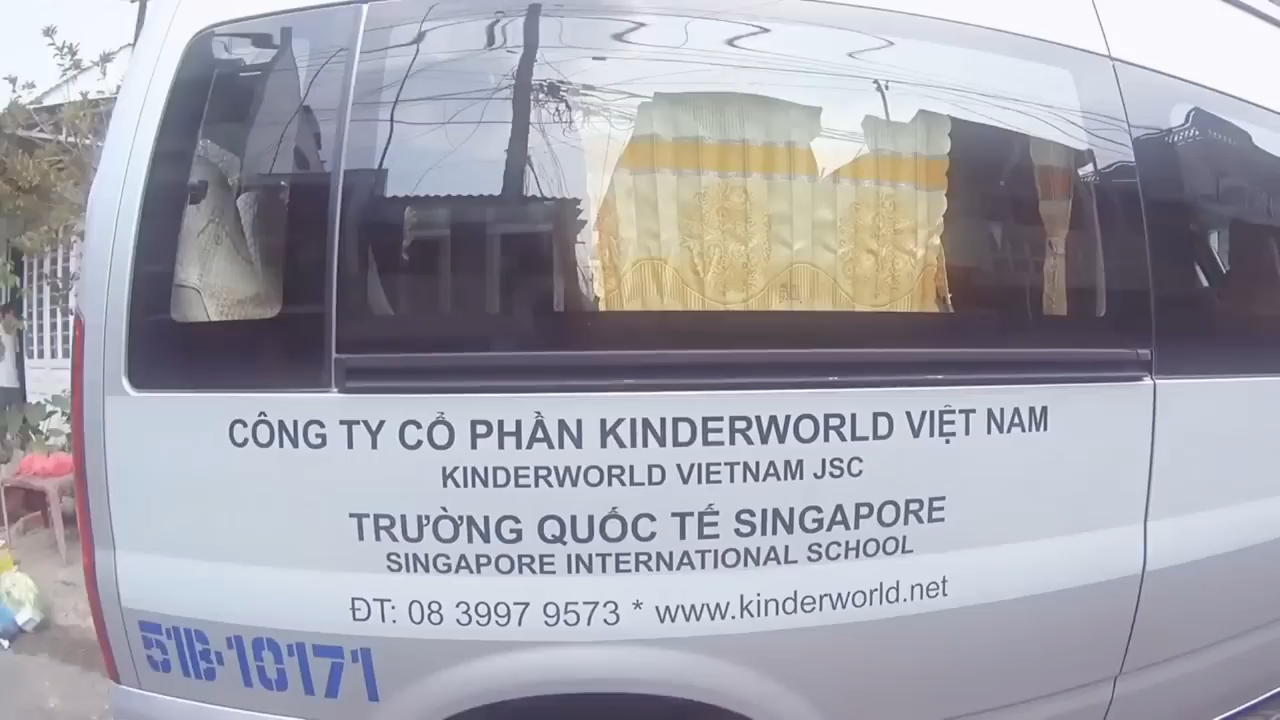 CÔNG TY CỔ PHẦN KINDERWORLD VIỆT NAM
KINDERWORLD VIETNAM JSC
TRƯỜNG QUỐC TẾ SINGAPORE
SINGAPORE INTERNATIONAL SCHOOL
ĐT: 08 3997 9573 * www.kinderworld.net
51B-10171